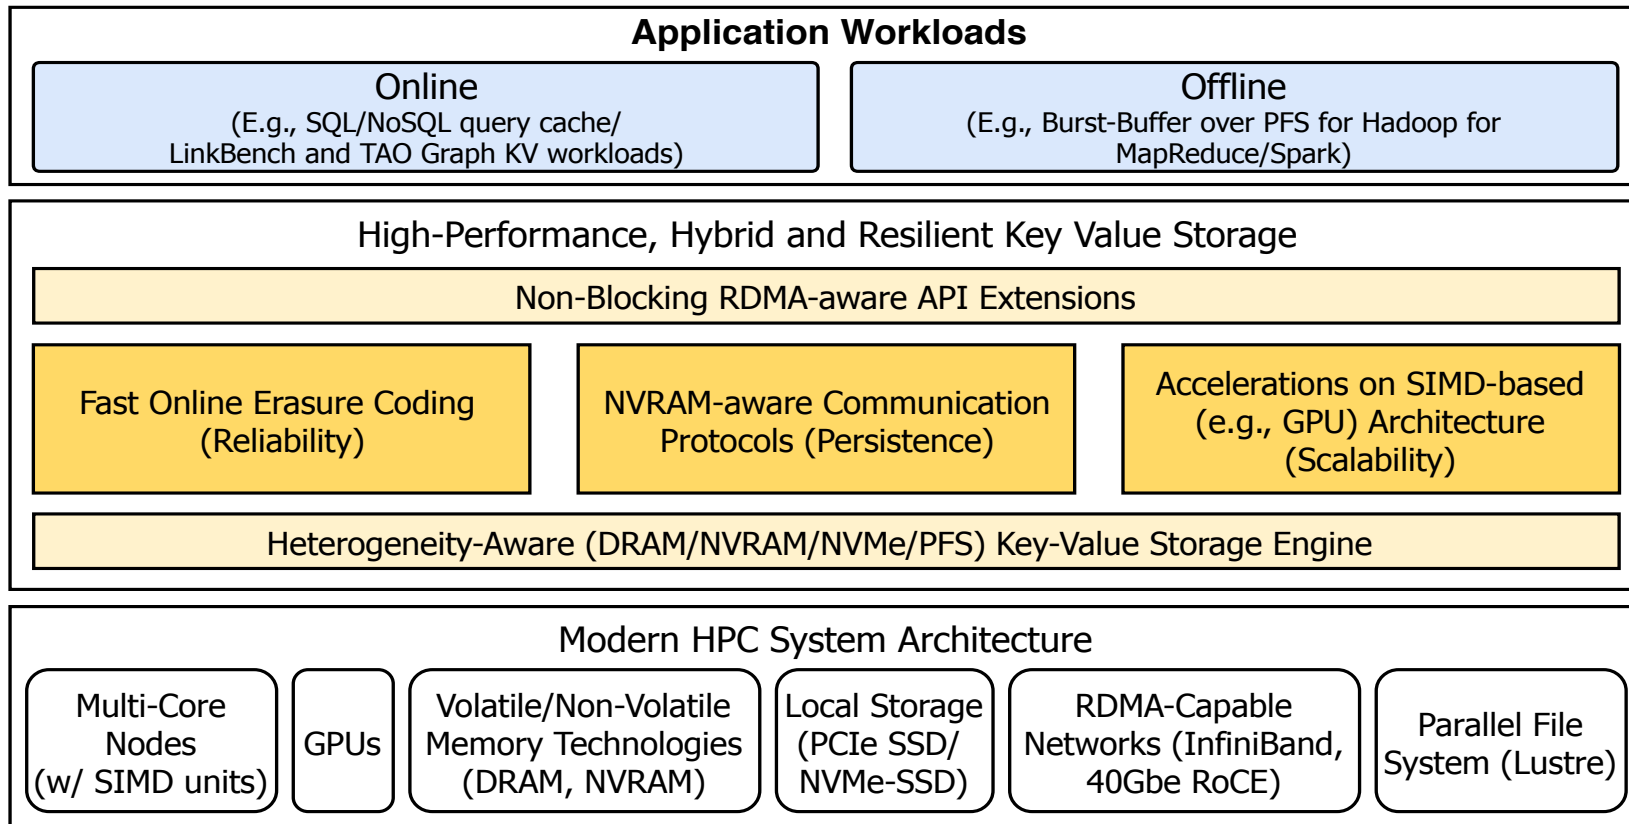 Application Workloads
Online
(E.g., SQL/NoSQL query cache/
LinkBench and TAO Graph KV workloads)
Offline
(E.g., Burst-Buffer over PFS for Hadoop for
MapReduce/Spark)
High-Performance, Hybrid and Resilient Key Value Storage
Non-Blocking RDMA-aware API Extensions
Fast Online Erasure Coding
(Reliability)
NVRAM-aware Communication
Protocols (Persistence)
Accelerations on SIMD-based
(e.g., GPU) Architecture
(Scalability)
Heterogeneity-Aware (DRAM/NVRAM/NVMe/PFS) Key-Value Storage Engine
Modern HPC System Architecture
Multi-Core
Nodes
(w/ SIMD units)
GPUs
Volatile/Non-Volatile
Memory Technologies
(DRAM, NVRAM)
Local Storage
(PCIe SSD/
NVMe-SSD)
RDMA-Capable
Networks (InfiniBand,
40Gbe RoCE)
Parallel File
System (Lustre)